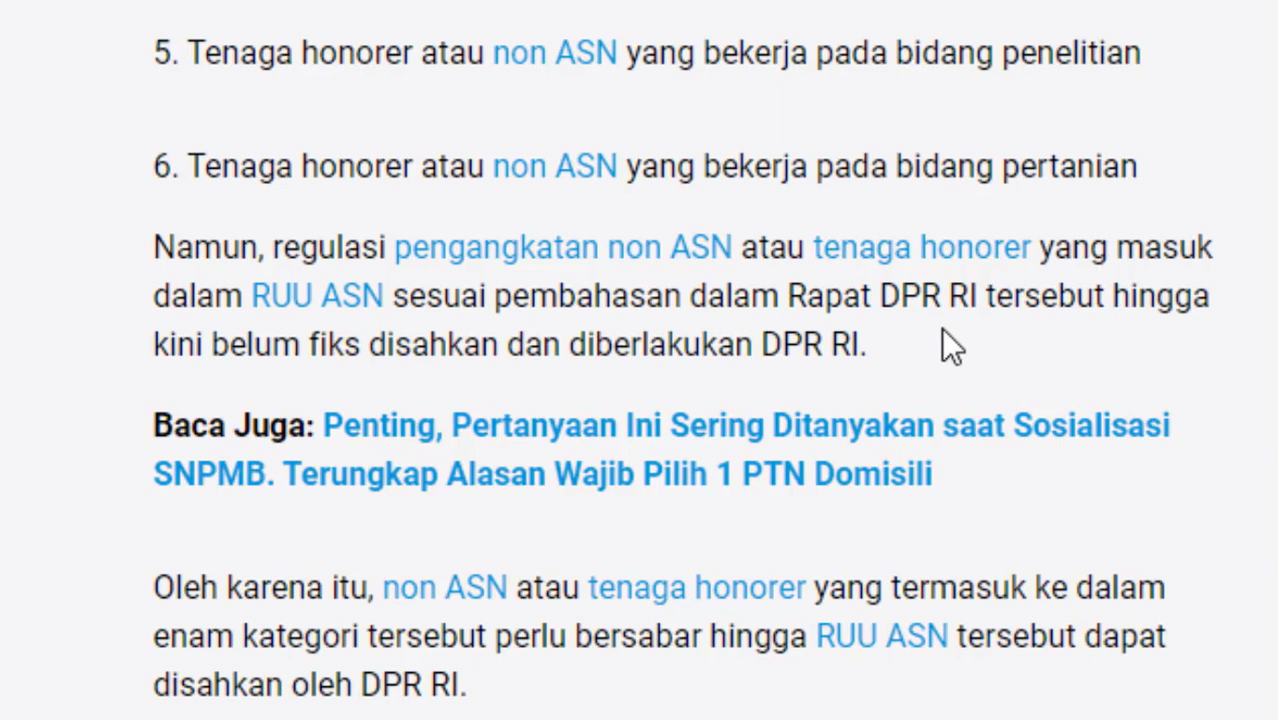 5. Tenaga honorer atau non ASN yang bekerja pada bidang penelitian
6. Tenaga honorer atau non ASN yang bekerja pada bidang pertanian
Namun, regulasi pengangkatan non ASN atau tenaga honorer yang masuk
dalam RUU ASN sesuai pembahasan dalam Rapat DPR RI tersebut hingga
kini belum fiks disahkan dan diberlakukan DPR RI.
Baca Juga: Penting, Pertanyaan Ini Sering Ditanyakan saat Sosialisasi
SNPMB. Terungkap Alasan Wajib Pilih 1 PTN Domisili
Oleh karena itu, non ASN atau tenaga honorer yang termasuk ke dalam
enam kategori tersebut perlu bersabar hingga RUU ASN tersebut dapat
disahkan oleh DPR RI.